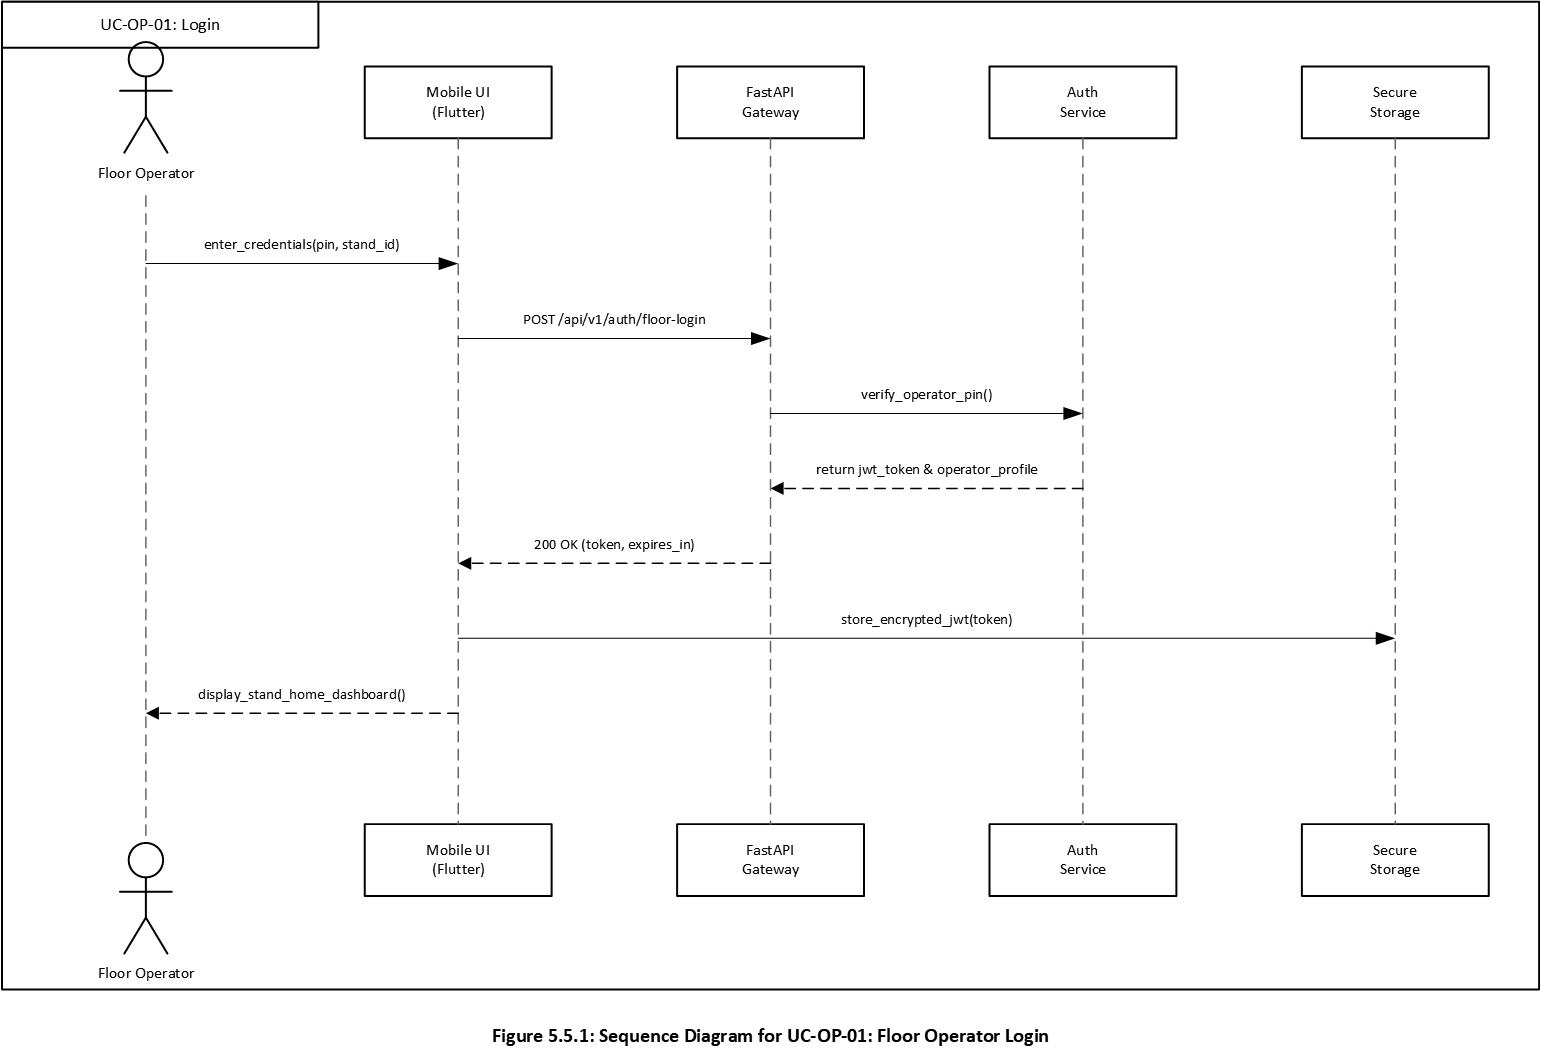 UC-OP-01: Login
Floor Operator
Mobile UI
(Flutter)
FastAPI
Gateway
Auth
Service
Secure
Storage
enter_credentials(pin, stand_id)
POST /api/v1/auth/floor-login
verify_operator_pin()
return jwt_token & operator_profile
200 OK (token, expires_in)
store_encrypted_jwt(token)
display_stand_home_dashboard()
Floor Operator
Mobile UI
(Flutter)
FastAPI
Gateway
Auth
Service
Secure
Storage
Figure 5.5.1: Sequence Diagram for UC-OP-01: Floor Operator Login